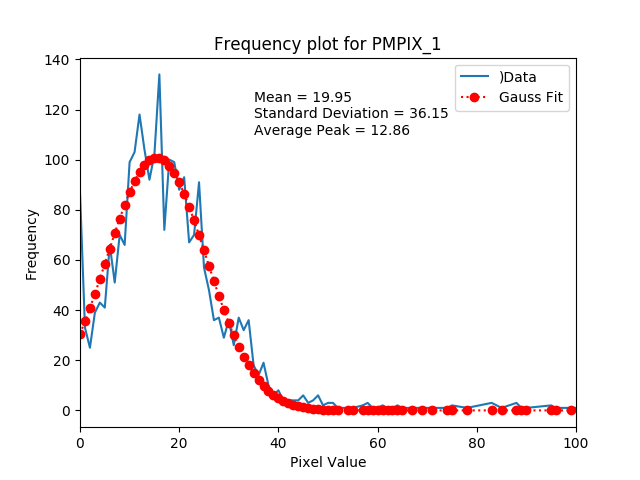 Frequency plot for PMPIX_1
)Data
Gauss Fit
Mean = 19.95
Standard Deviation = 36.15
Average Peak = 12.86
Frequency
140
120
100
80
60
40
20
0
0 20 40 60 80 100
Pixel Value